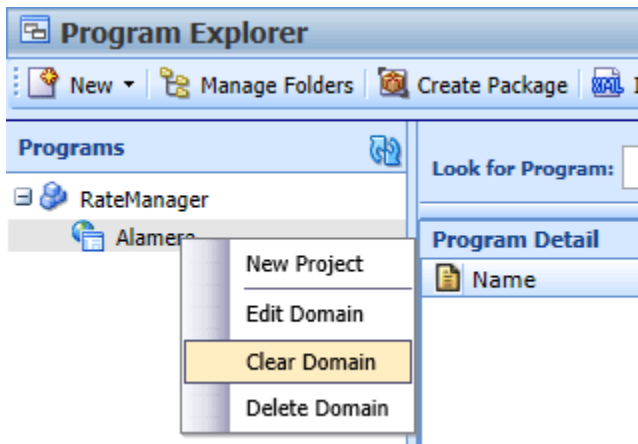 Program Explorer
New Manage Folders Create Package
Programs
Look for Program:
RateManager
Alamere
Program Detail
Name
New Project
Edit Domain
Clear Domain
Delete Domain